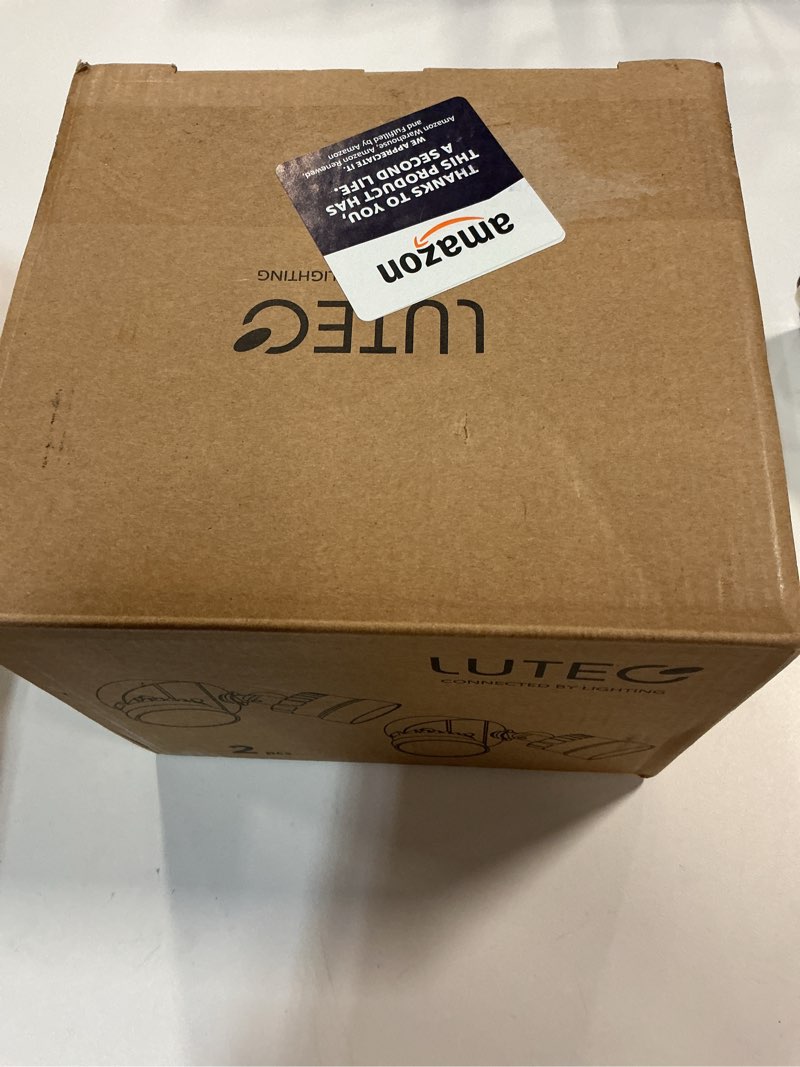 amazon
THANKS TO YOU,
THIS PRODUCT HAS
A SECOND LIFE.
WE APPRECIATE IT.
Amazon Warehouse, Amazon Renewed,
and Fulfilled by Amazon
LUTEC
LIGHTING
LUTEC
CONNECTED BY LIGHTING
2 PCS